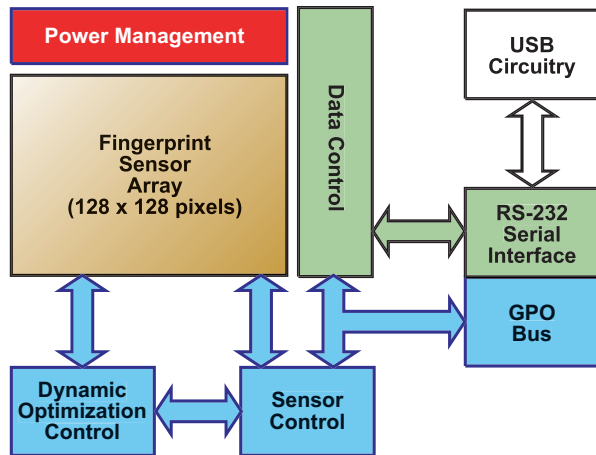 Power Management
Fingerprint
Sensor
Array
(128 x 128 pixels)
Data Control
USB
Circuitry
RS-232
Serial
Interface
GPO
Bus
Dynamic
Optimization
Control
Sensor
Control